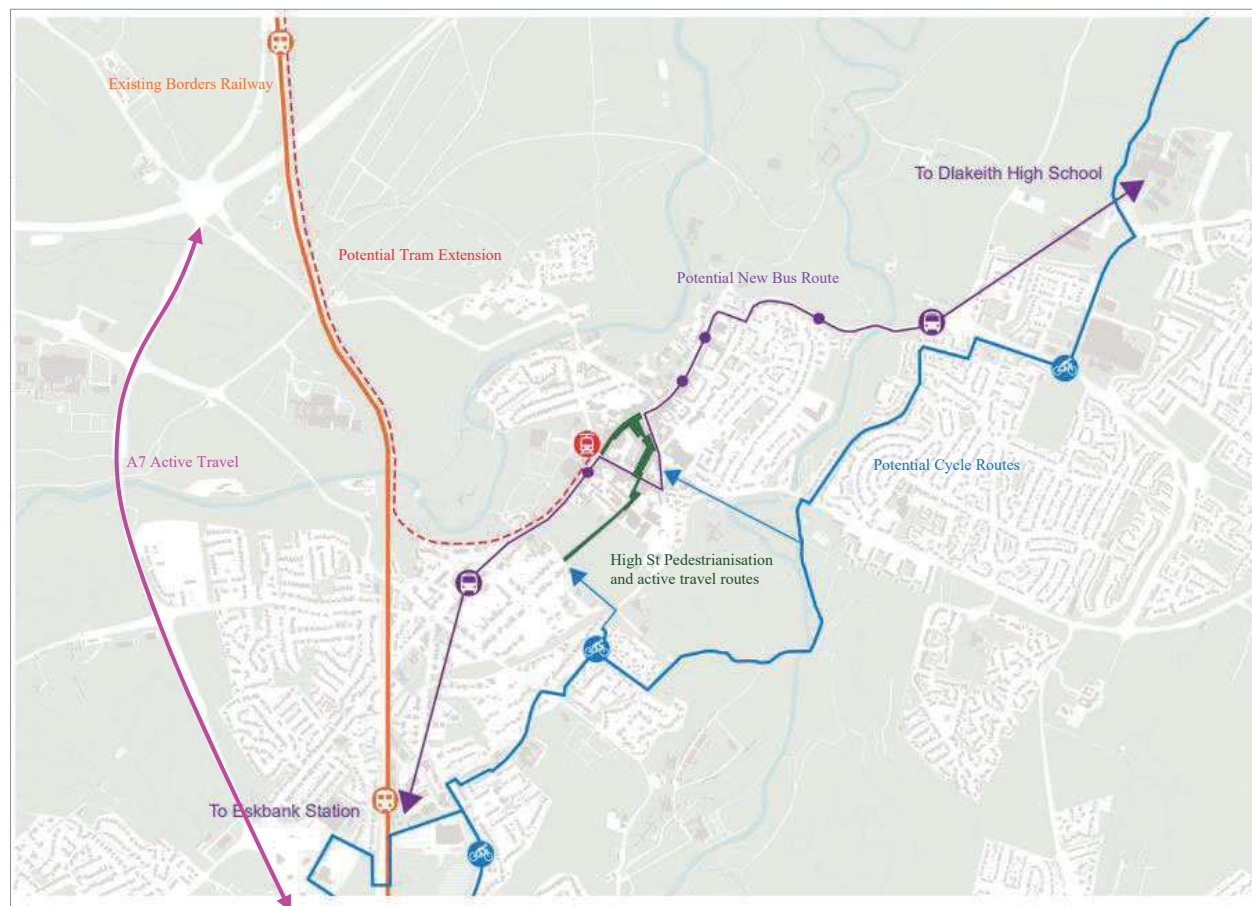 Existing Borders Railway
To Dlakeith High School
Potential Tram Extension
Potential New Bus Route
A7 Active Travel
Potential Cycle Routes
High St Pedestrianisation
and active travel routes
To Eskbank Station